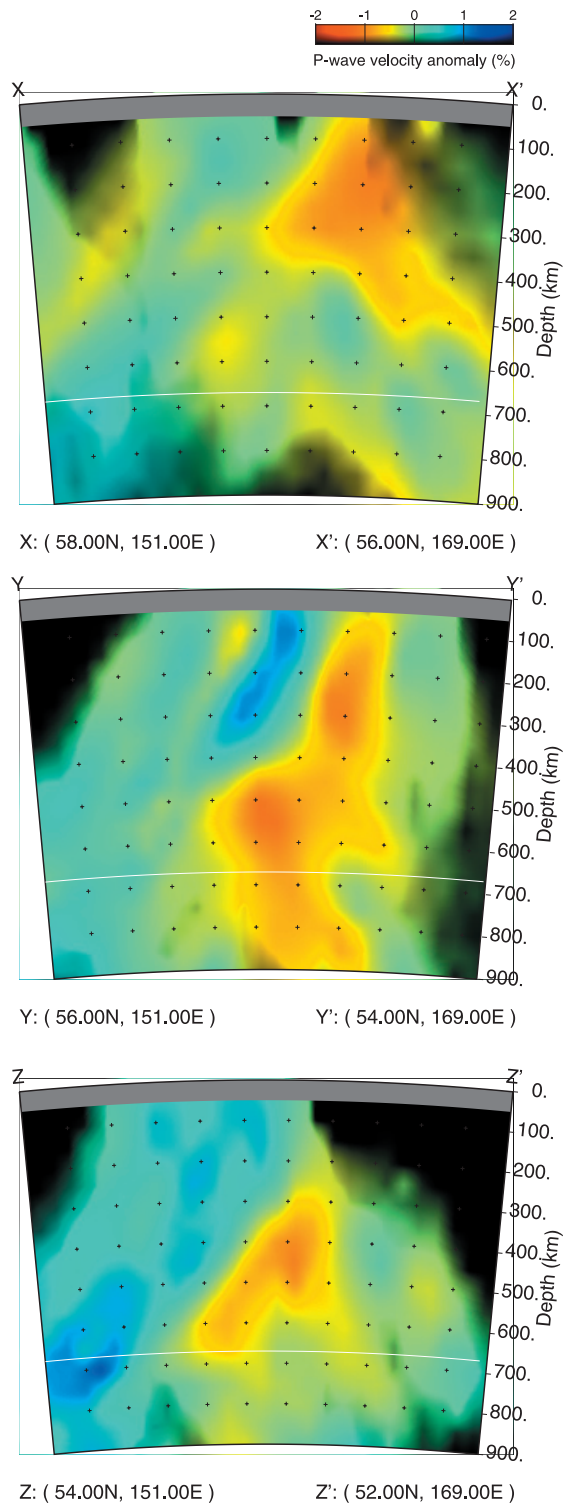 -2 -1 0 1 2
P-wave velocity anomaly (%)
X X'
0.
100.
200.
300.
400.
500.
600.
700.
800.
900.
Depth (km)
X: ( 58.00N, 151.00E ) X': ( 56.00N, 169.00E )
Y Y'
0.
100.
200.
300.
400.
500.
600.
700.
800.
900.
Depth (km)
Y: ( 56.00N, 151.00E ) Y': ( 54.00N, 169.00E )
Z Z'
0.
100.
200.
300.
400.
500.
600.
700.
800.
900.
Depth (km)
Z: ( 54.00N, 151.00E ) Z': ( 52.00N, 169.00E )